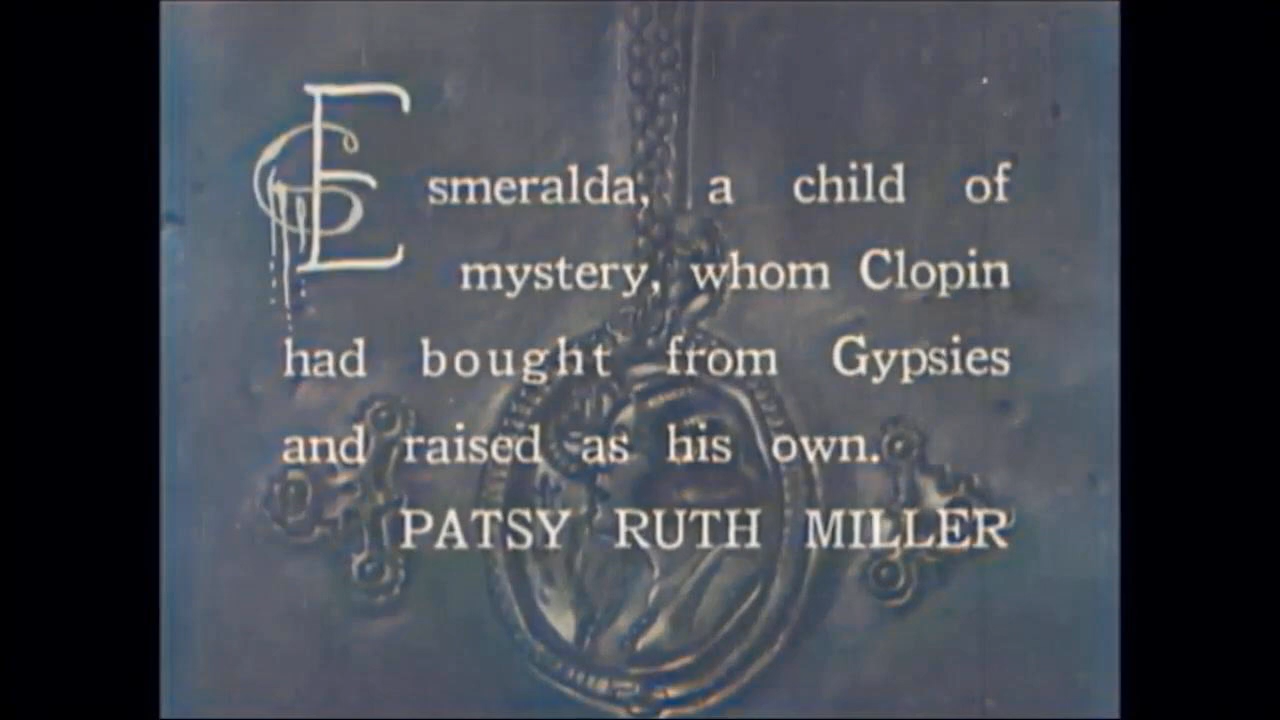 Esmeralda, a child of
mystery, whom Clopin
had bought from Gypsies
and raised as his own.
PATSY RUTH MILLER